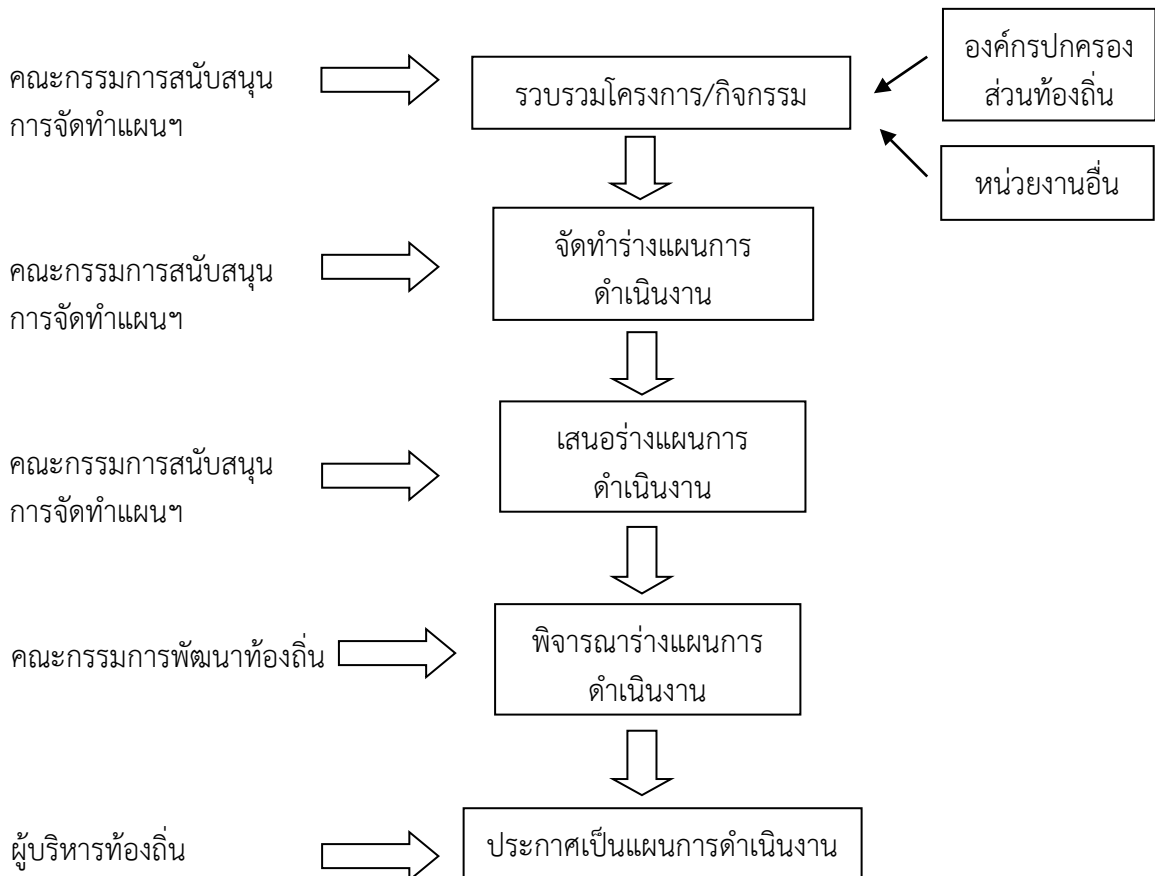 คณะกรรมการสนับสนุน
การจัดทำแผนฯ
รวบรวมโครงการ/กิจกรรม
องค์กรปกครอง
ส่วนท้องถิ่น
หน่วยงานอื่น
คณะกรรมการสนับสนุน
การจัดทำแผนฯ
จัดทำร่างแผนการ
ดำเนินงาน
คณะกรรมการสนับสนุน
การจัดทำแผนฯ
เสนอร่างแผนการ
ดำเนินงาน
คณะกรรมการพัฒนาท้องถิ่น
พิจารณาร่างแผนการ
ดำเนินงาน
ผู้บริหารท้องถิ่น
ประกาศเป็นแผนการดำเนินงาน